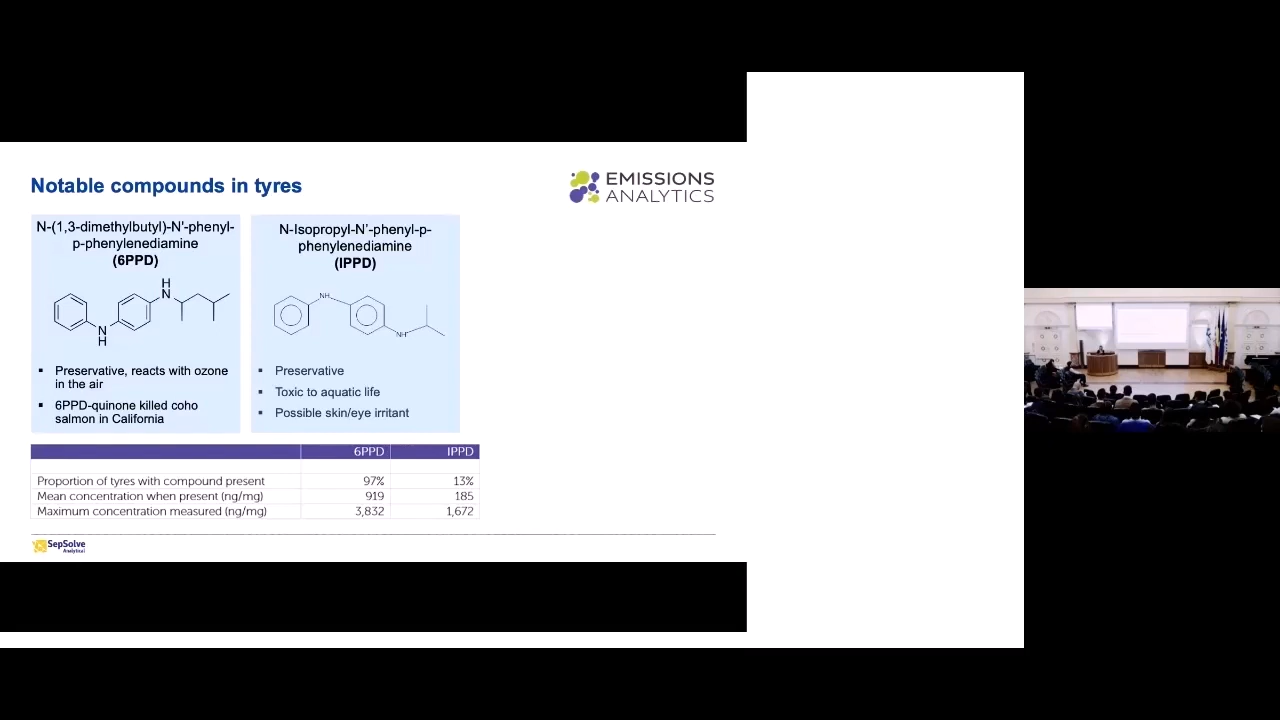 Notable compounds in tyres
EMISSIONS
ANALYTICS
N-(1,3-dimethylbutyl)-N'-phenyl-
p-phenylenediamine
(6PPD)
H
N
N
H
Preservative, reacts with ozone
in the air
6PPD-quinone killed coho
salmon in California
N-Isopropyl-N'-phenyl-p-
phenylenediamine
(IPPD)
NH
NH
Preservative
Toxic to aquatic life
Possible skin/eye irritant
6PPD IPPD
Proportion of tyres with compound present 97% 13%
Mean concentration when present (ng/mg) 919 185
Maximum concentration measured (ng/mg) 3,832 1,672
SepSolve
Analytical